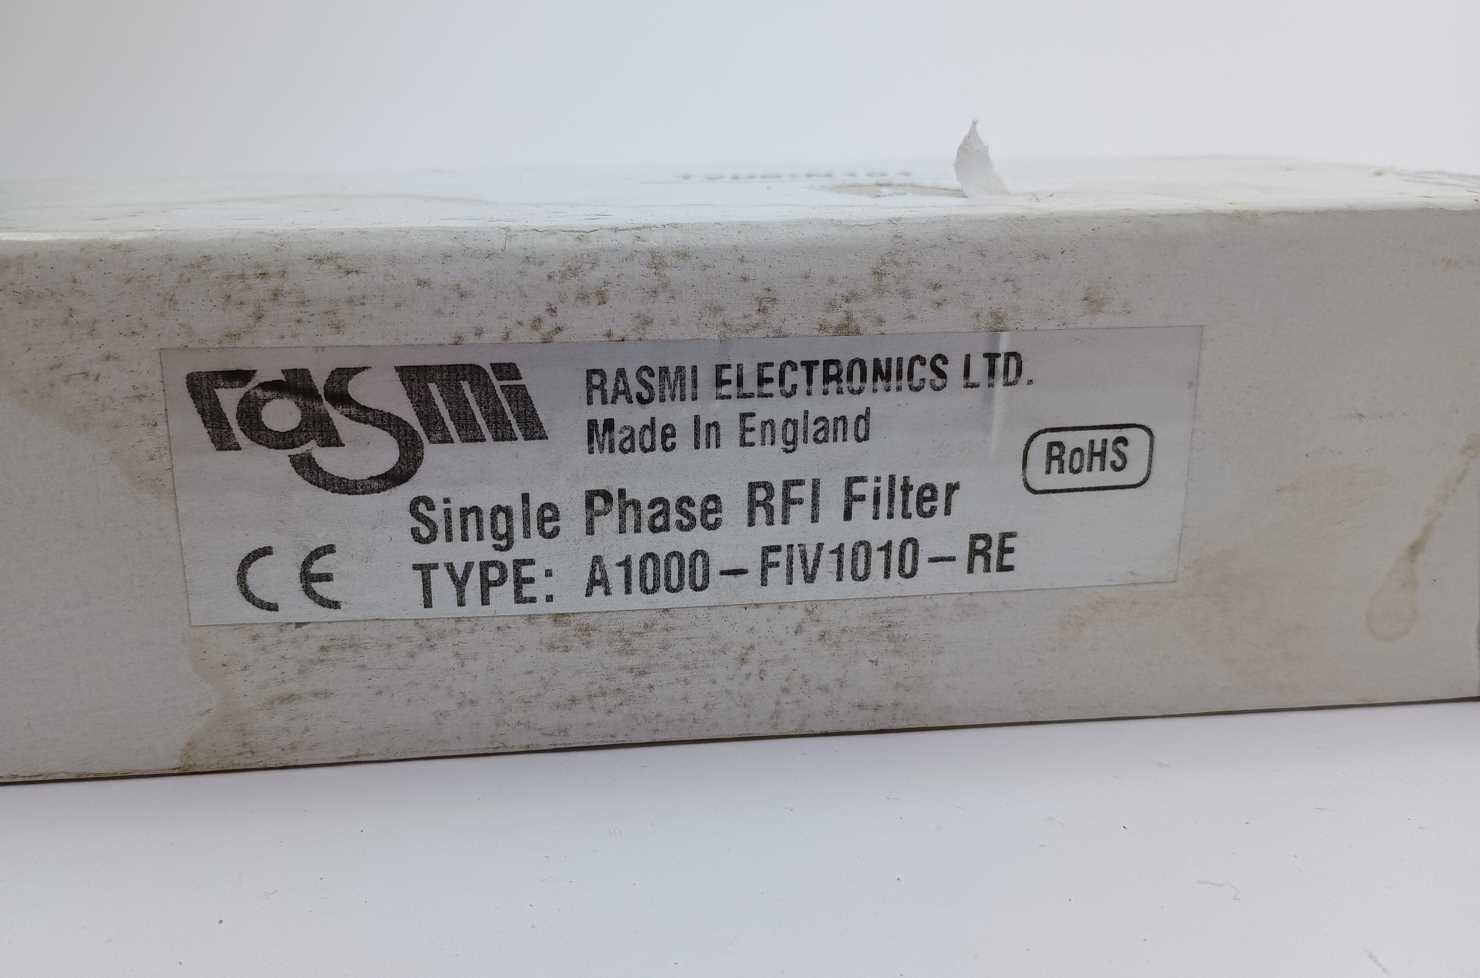 rasmi
RASMI ELECTRONICS LTD.
Made In England
RoHS
Single Phase RFI Filter
CE
TYPE: A1000-FIV1010-RE